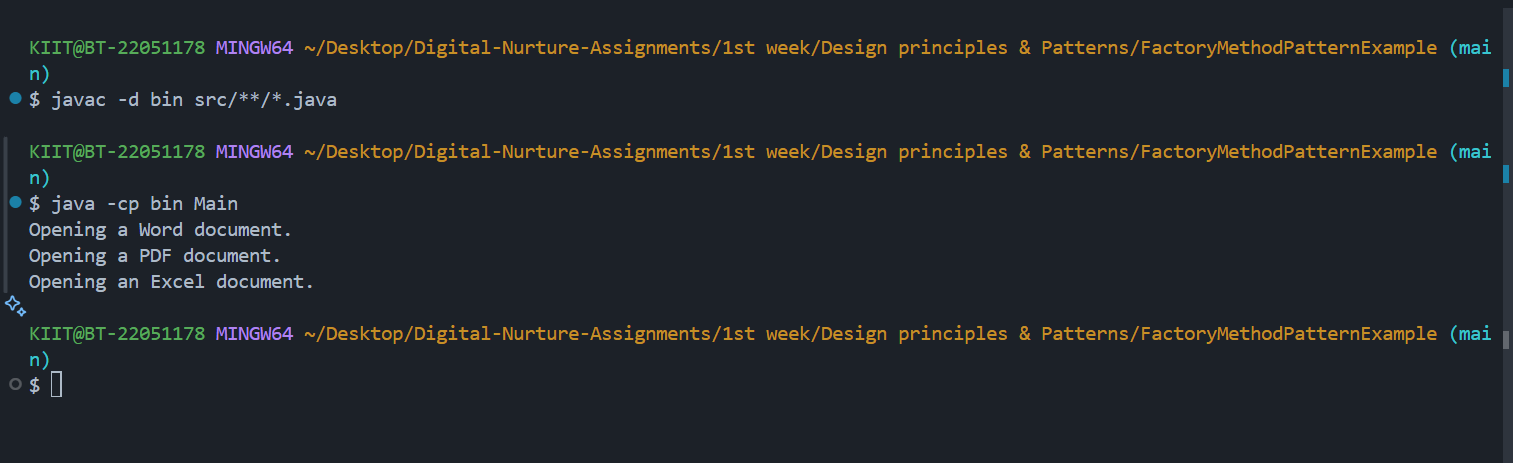 KIIT@BT-22051178 MINGW64 ~/Desktop/Digital-Nurture-Assignments/1st week/Design principles & Patterns/FactoryMethodPatternExample (mai
n)
$ javac -d bin src/**/*.java
KIIT@BT-22051178 MINGW64 ~/Desktop/Digital-Nurture-Assignments/1st week/Design principles & Patterns/FactoryMethodPatternExample (mai
n)
$ java -cp bin Main
Opening a Word document.
Opening a PDF document.
Opening an Excel document.
KIIT@BT-22051178 MINGW64 ~/Desktop/Digital-Nurture-Assignments/1st week/Design principles & Patterns/FactoryMethodPatternExample (mai
n)
$